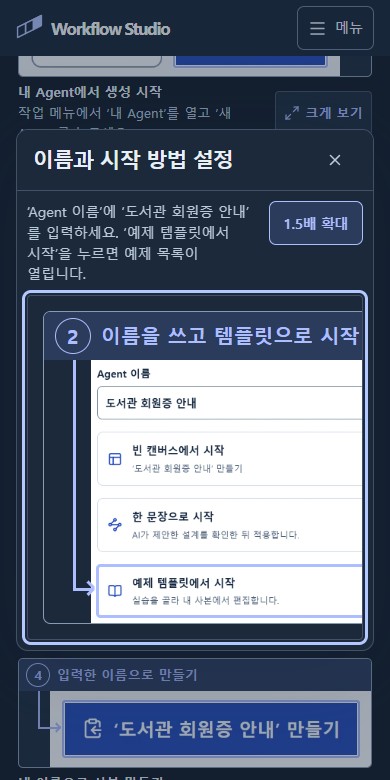 Workflow Studio
메뉴
내 Agent에서 생성 시작
작업 메뉴에서 ‘내 Agent’를 열고 ‘새
크게 보기
이름과 시작 방법 설정
‘Agent 이름’에 ‘도서관 회원증 안내’
를 입력하세요. ‘예제 템플릿에서
시작’을 누르면 예제 목록이
열립니다.
1.5배 확대
2 이름을 쓰고 템플릿으로 시작
Agent 이름
도서관 회원증 안내
빈 캔버스에서 시작
‘도서관 회원증 안내’ 만들기
한 문장으로 시작
AI가 제안한 설계를 확인한 뒤 적용합니다.
예제 템플릿에서 시작
실습을 골라 내 사본에서 편집합니다.
4 입력한 이름으로 만들기
‘도서관 회원증 안내’ 만들기